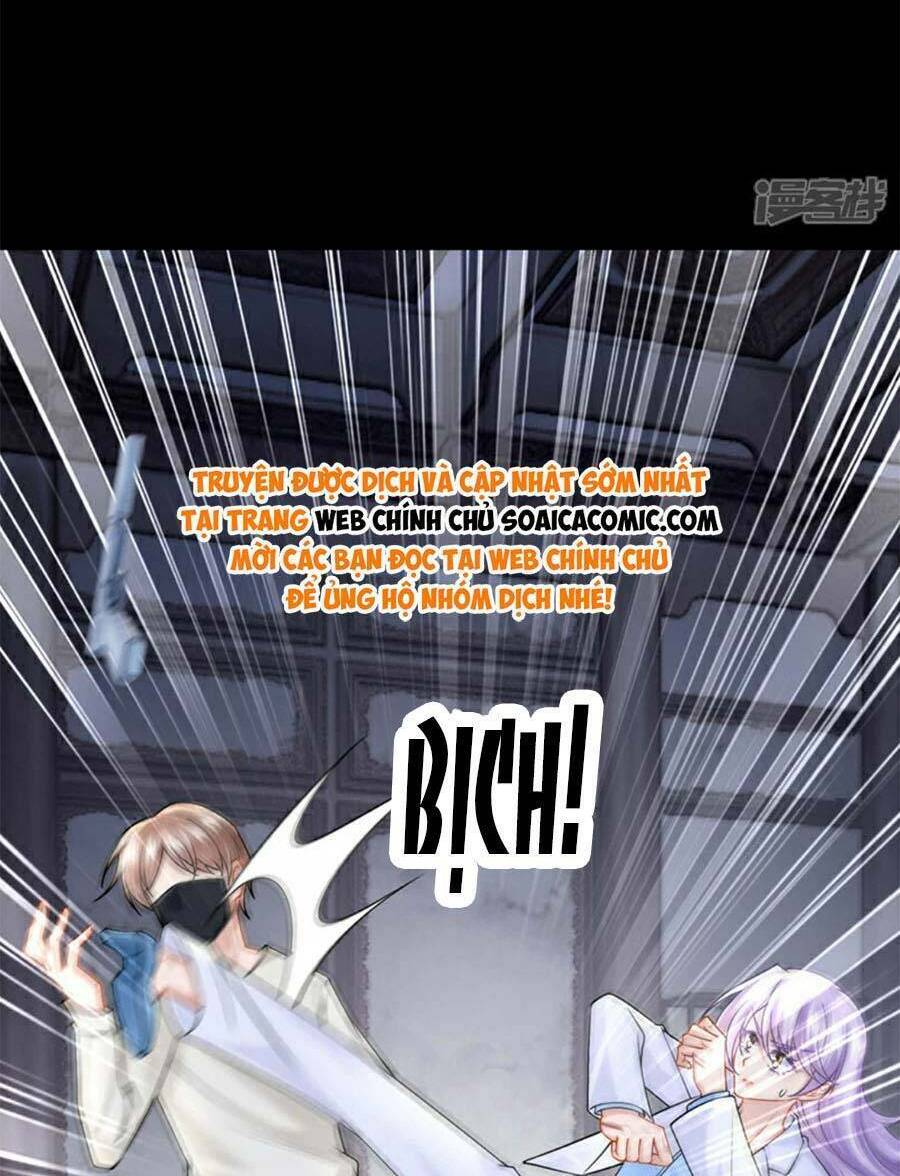 漫客栈
TRUYỆN ĐƯỢC DỊCH VÀ CẬP NHẬT SỚM NHẤT
TẠI TRANG WEB CHÍNH CHỦ SOAICACOMIC.COM
MỜI CÁC BẠN ĐỌC TẠI WEB CHÍNH CHỦ
ĐỂ ỦNG HỘ NHÓM DỊCH NHÉ!
BỊCH!